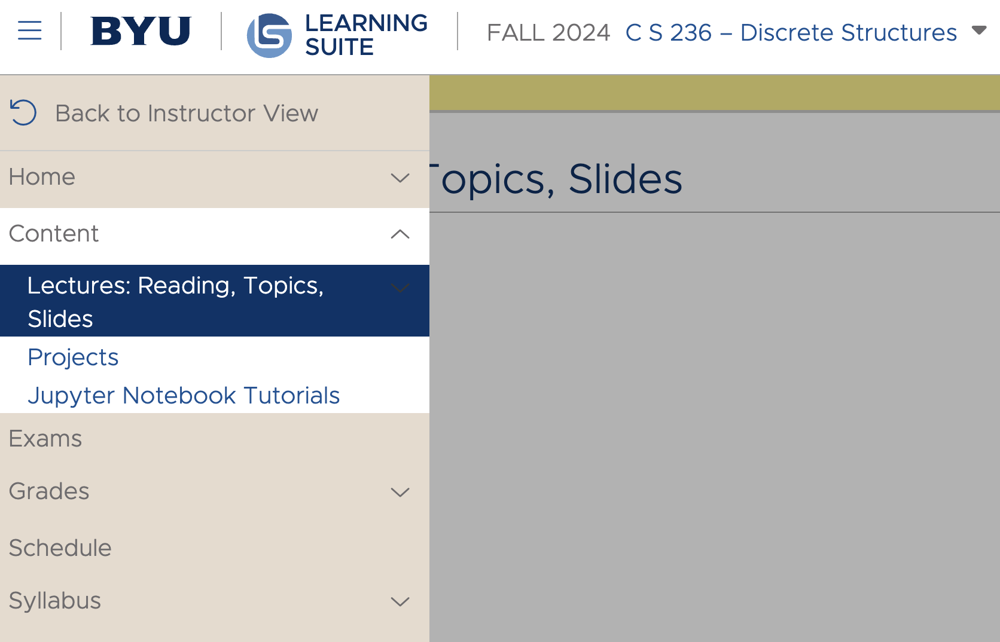 BYU
LEARNING
SUITE
FALL 2024 C S 236 – Discrete Structures
Back to Instructor View
Home
Topics, Slides
Content
Lectures: Reading, Topics,
Slides
Projects
Jupyter Notebook Tutorials
Exams
Grades
Schedule
Syllabus